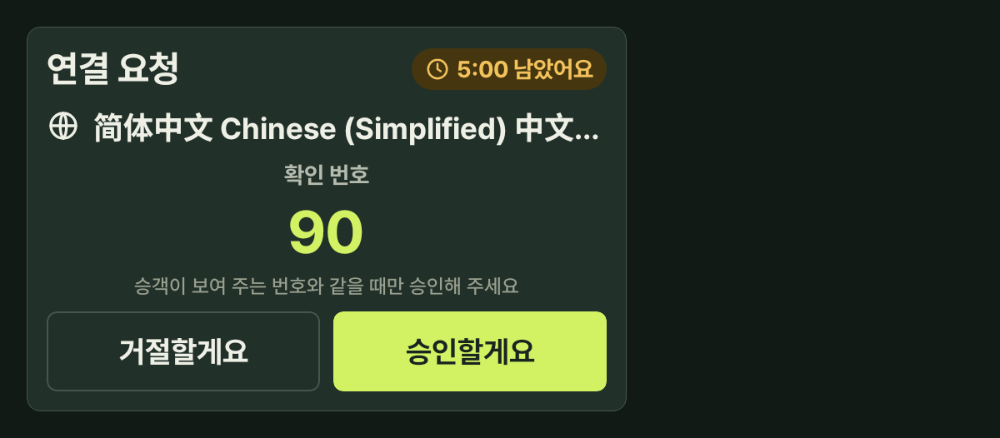 연결 요청
5:00 남았어요
简体中文 Chinese (Simplified) 中文...
확인 번호
90
승객이 보여 주는 번호와 같을 때만 승인해 주세요
거절할게요
승인할게요